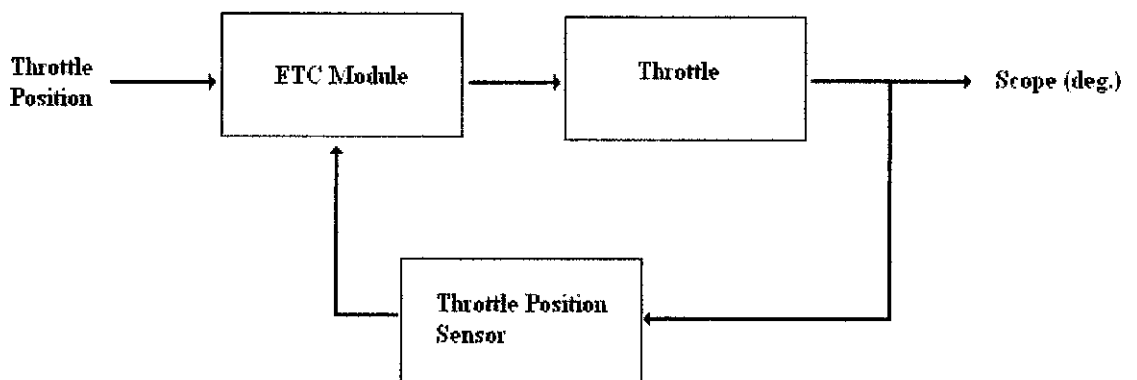 Throttle
Position
ETC Module
Throttle
Scope (deg.)
Throttle Position
Sensor